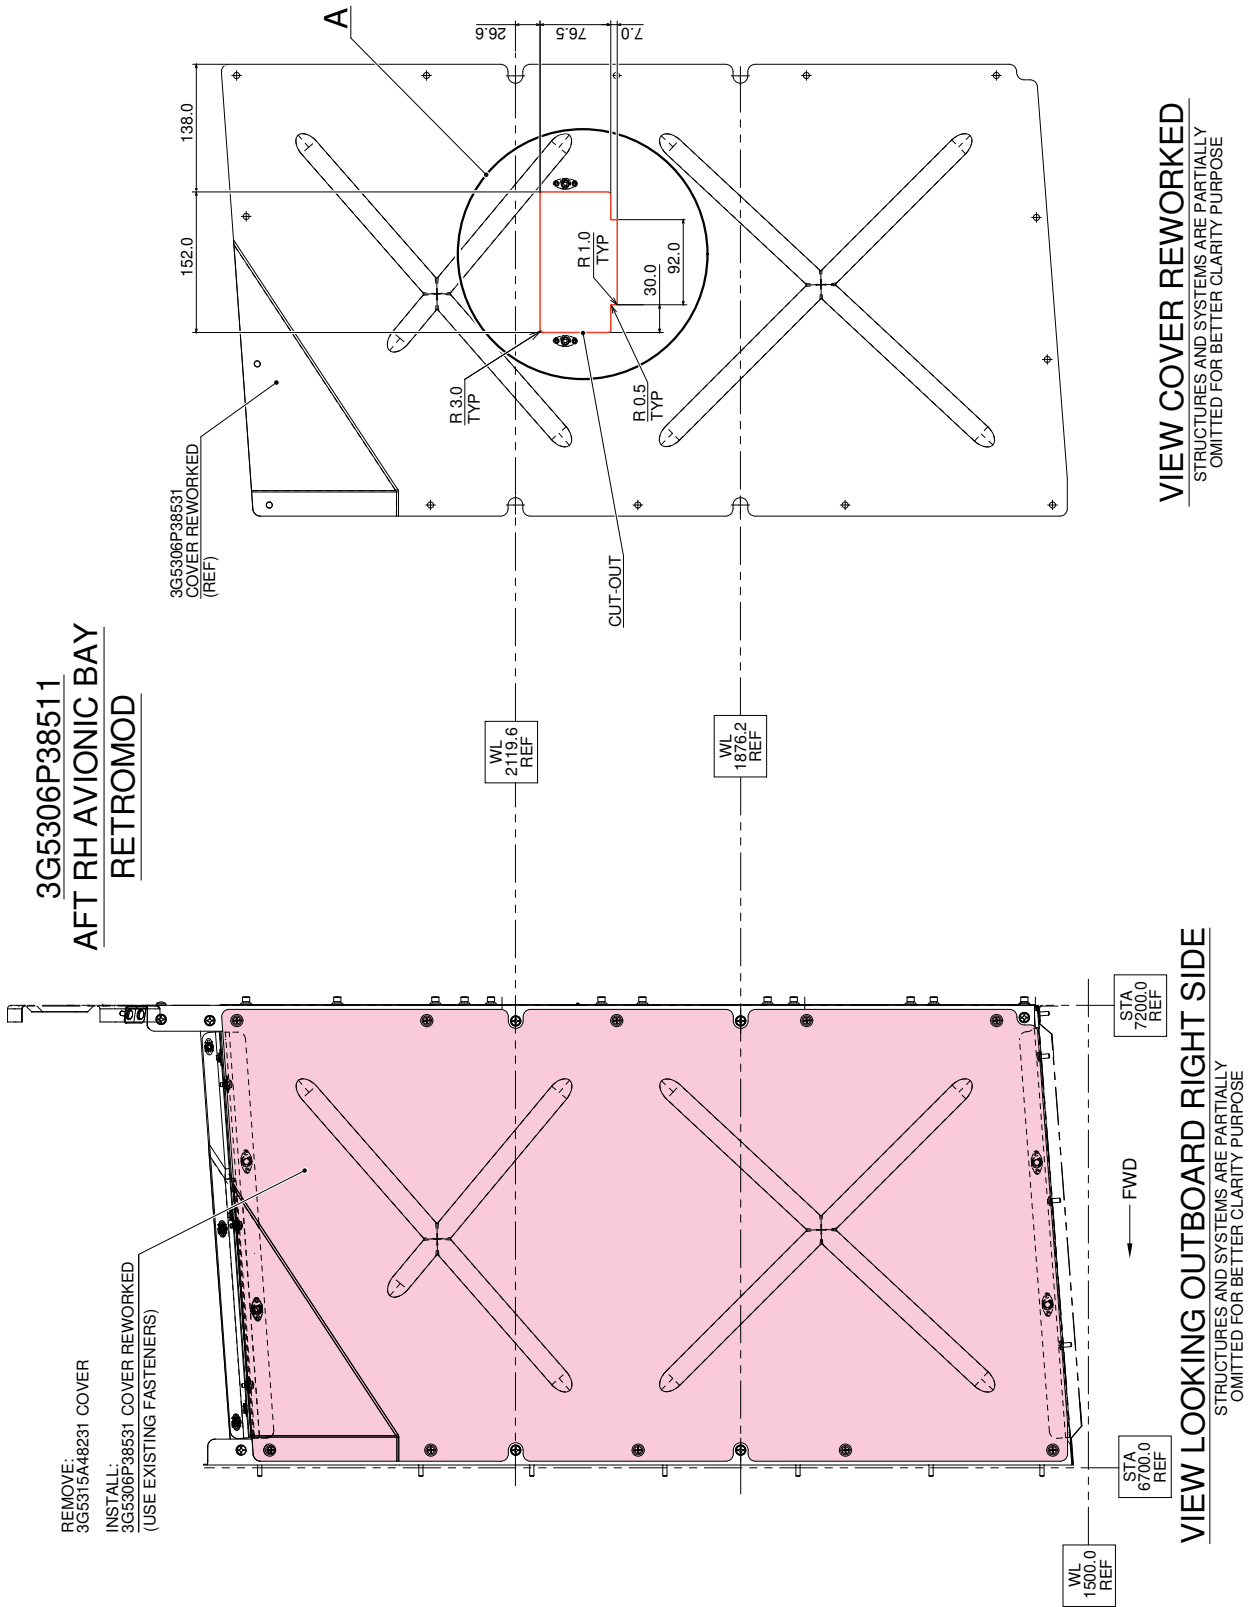 3G5306P38511
AFT RH AVIONIC BAY
RETROMOD
REMOVE:
3G5315A48231 COVER
INSTALL:
3G5306P38531 COVER REWORKED
(USE EXISTING FASTENERS)
WL
2119.6
REF
WL
1876.2
REF
WL
1500.0
REF
STA
6700.0
REF
STA
7200.0
REF
FWD
VIEW LOOKING OUTBOARD RIGHT SIDE
STRUCTURES AND SYSTEMS ARE PARTIALLY
OMITTED FOR BETTER CLARITY PURPOSE
3G5306P38531
COVER REWORKED
(REF)
152.0
138.0
A
26.6
76.5
7.0
R 3.0
TYP
R 1.0
TYP
R 0.5
TYP
30.0
92.0
CUT-OUT
VIEW COVER REWORKED
STRUCTURES AND SYSTEMS ARE PARTIALLY
OMITTED FOR BETTER CLARITY PURPOSE